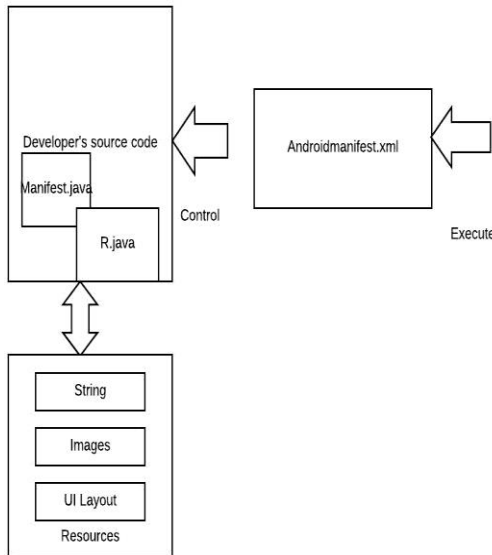 Developer's source code
Manifest.java
R.java
Control
Androidmanifest.xml
Execute
String
Images
UI Layout
Resources